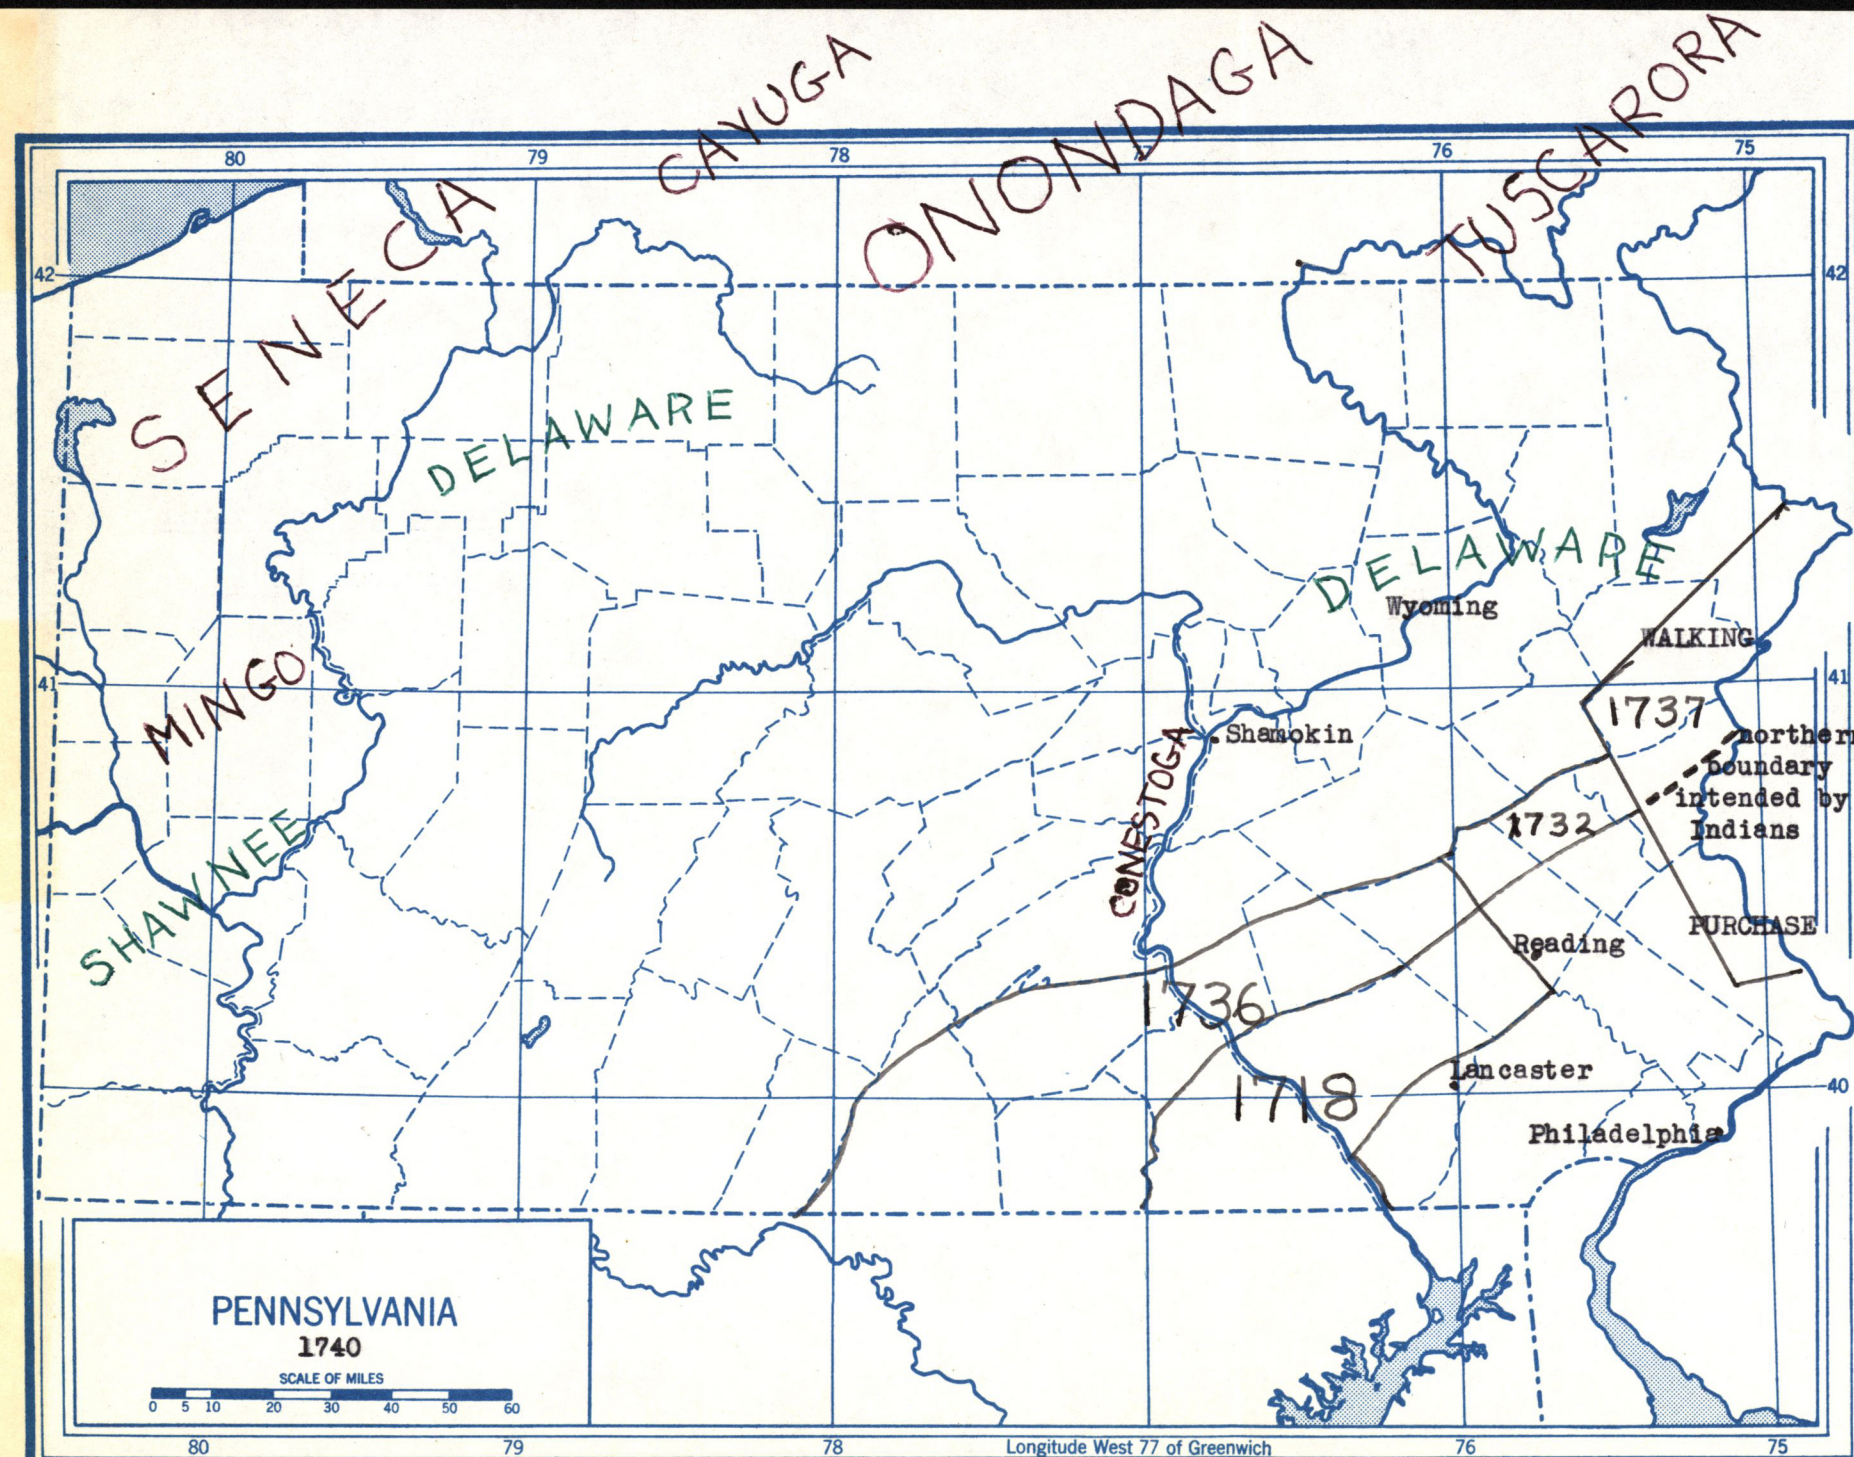 CAYUGA
ONONDAGA
TUSCARORA
80 79 78 77 76 75
SENECA
42 42
DELAWARE
DELAWARE
Wyoming
WALKING
41 41
MINGO
1737
Shamokin
CONESTOGA
northern
boundary
intended by
Indians
1732
SHAWNEE
PURCHASE
Reading
1736
Lancaster
1718
40
Philadelphia
PENNSYLVANIA
1740
SCALE OF MILES
0 5 10 20 30 40 50 60
80 79 78 Longitude West 77 of Greenwich 76 75